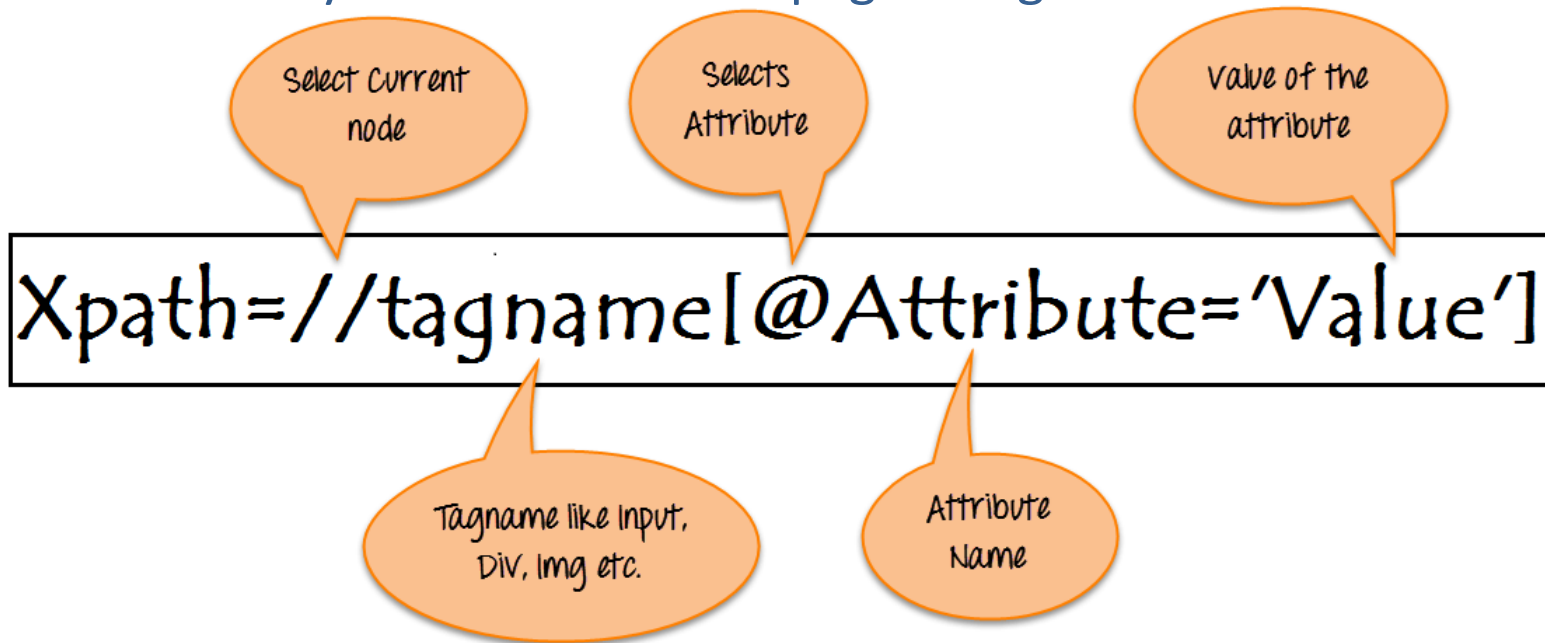 Select Current
node
Selects
Attribute
Value of the
attribute
Xpath=//tagname[@Attribute='Value']
Tagname like Input,
Div, Img etc.
Attribute
Name